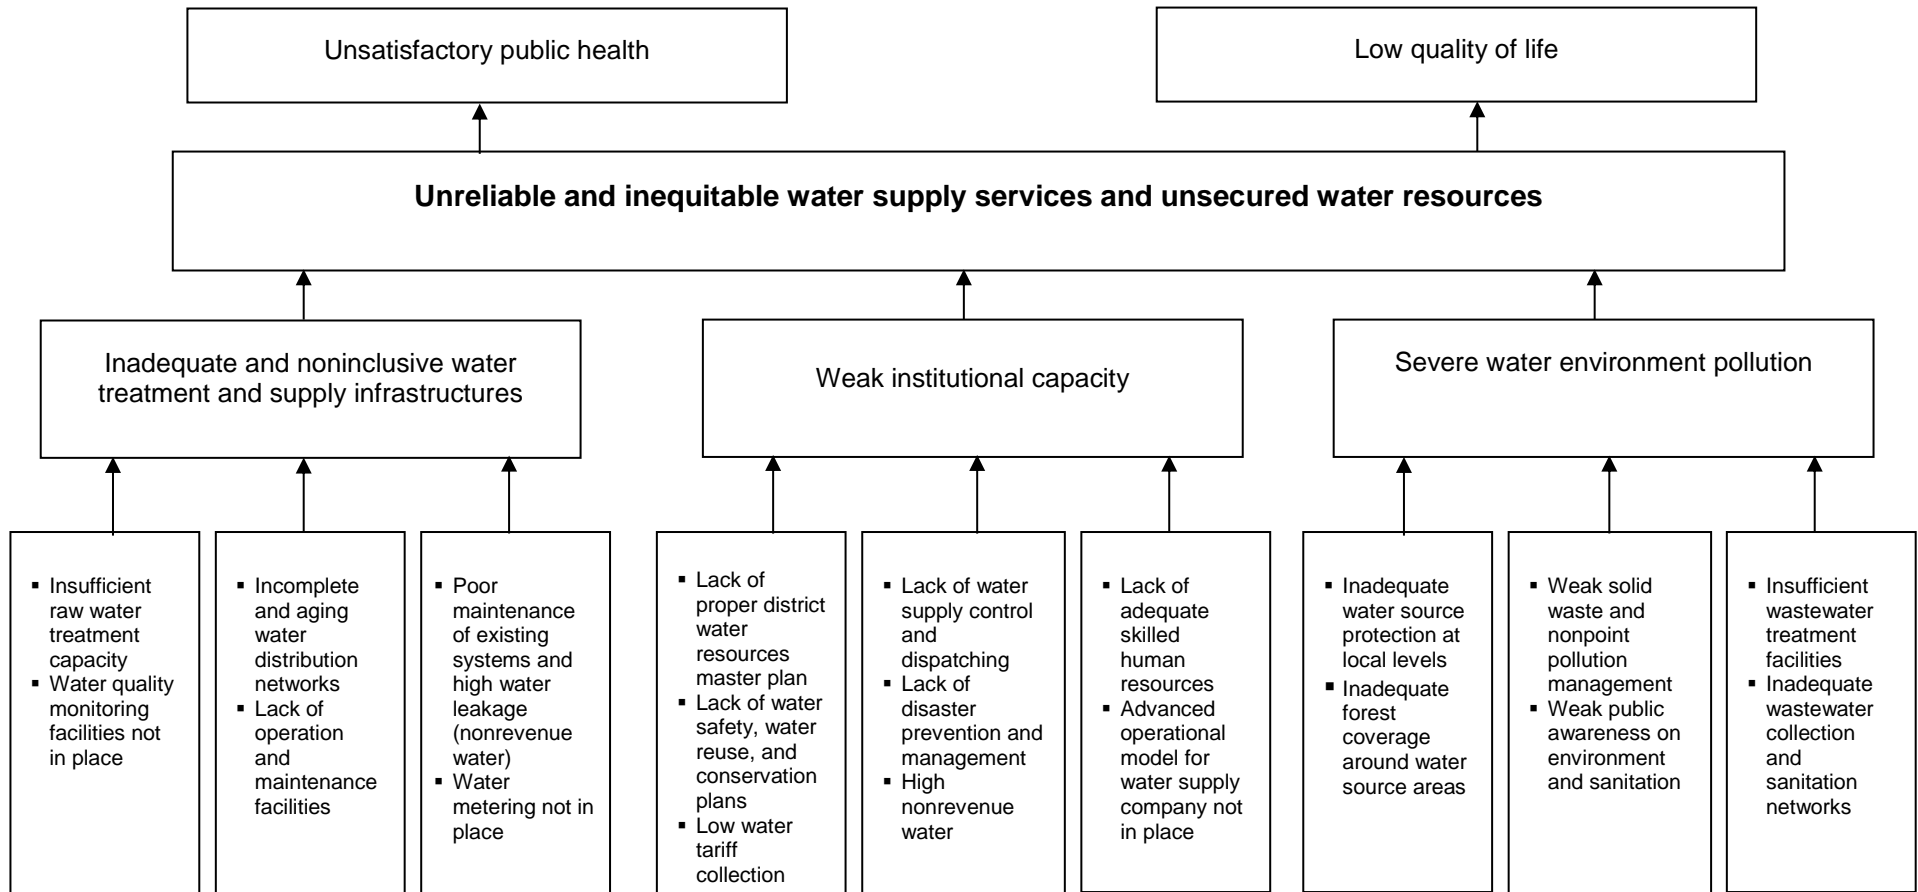 Unsatisfactory public health
Low quality of life
Unreliable and inequitable water supply services and unsecured water resources
Inadequate and noninclusive water
treatment and supply infrastructures
Weak institutional capacity
Severe water environment pollution
▪ Insufficient
raw water
treatment
capacity
▪ Water quality
monitoring
facilities not
in place
▪ Incomplete
and aging
water
distribution
networks
▪ Lack of
operation
and
maintenance
facilities
▪ Poor
maintenance
of existing
systems and
high water
leakage
(nonrevenue
water)
▪ Water
metering not in
place
▪ Lack of
proper district
water
resources
master plan
▪ Lack of water
safety, water
reuse, and
conservation
plans
▪ Low water
tariff
collection
▪ Lack of water
supply control
and
dispatching
▪ Lack of
disaster
prevention and
management
▪ High
nonrevenue
water
▪ Lack of
adequate
skilled
human
resources
▪ Advanced
operational
model for
water supply
company not
in place
▪ Inadequate
water source
protection at
local levels
▪ Inadequate
forest
coverage
around water
source areas
▪ Weak solid
waste and
nonpoint
pollution
management
▪ Weak public
awareness on
environment
and sanitation
▪ Insufficient
wastewater
treatment
facilities
▪ Inadequate
wastewater
collection
and
sanitation
networks